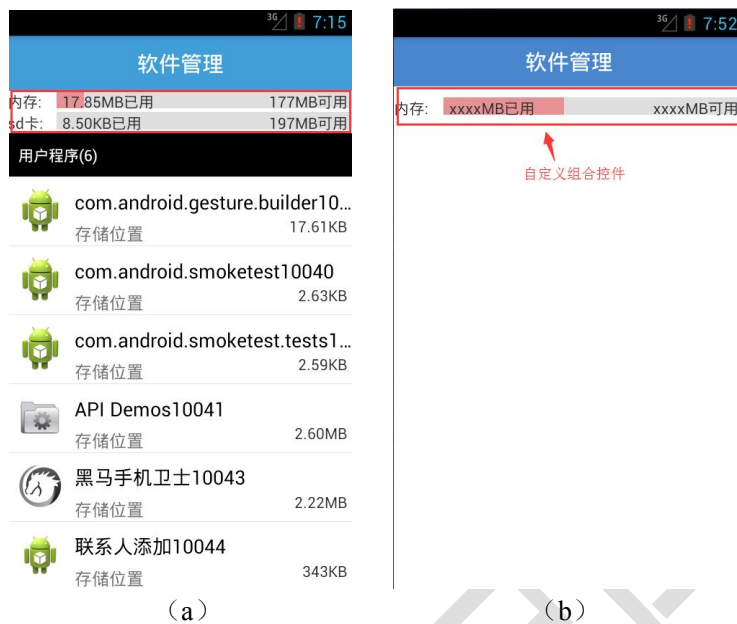 3G 7:15
软件管理
内存: 17.85MB已用 177MB可用
sd卡: 8.50KB已用 197MB可用
用户程序(6)
com.android.gesture.builder10...
存储位置 17.61KB
com.android.smoketest10040
存储位置 2.63KB
com.android.smoketest.tests1...
存储位置 2.59KB
API Demos10041
存储位置 2.60MB
黑马手机卫士10043
存储位置 2.22MB
联系人添加10044
存储位置 343KB
（a）
3G 7:52
软件管理
内存: xxxxMB已用 xxxxMB可用
自定义组合控件
（b）